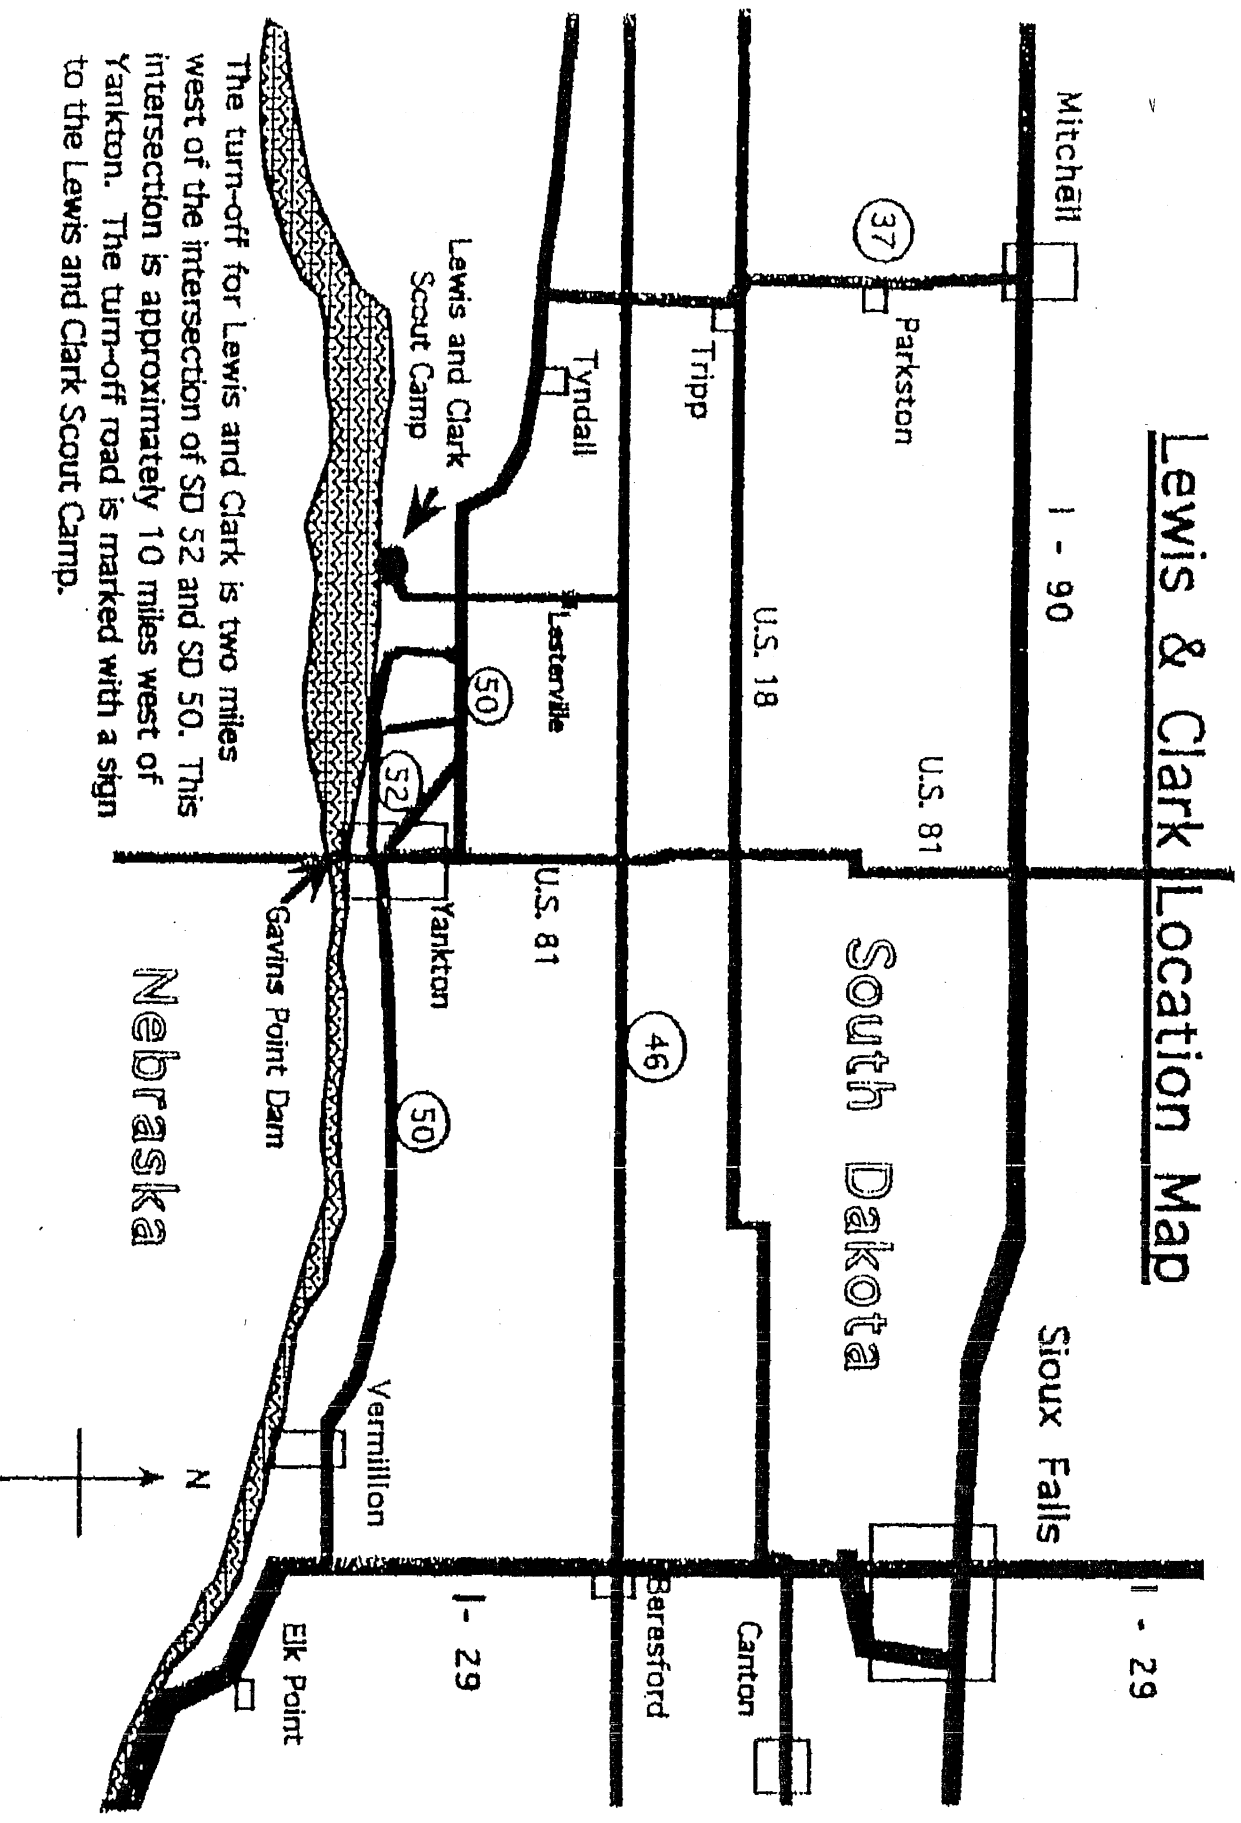 Lewis & Clark Location Map
Mitchell
I - 90
Sioux Falls
I - 29
37
Parkston
U.S. 81
South Dakota
Tripp
U.S. 18
Canton
Tyndall
Lesterville
46
Beresford
Lewis and Clark
Scout Camp
50
U.S. 81
52
Yankton
50
Vermillion
I- 29
Gavins Point Dam
Elk Point
Nebraska
N
The turn-off for Lewis and Clark is two miles
west of the intersection of SD 52 and SD 50. This
intersection is approximately 10 miles west of
Yankton. The turn-off road is marked with a sign
to the Lewis and Clark Scout Camp.